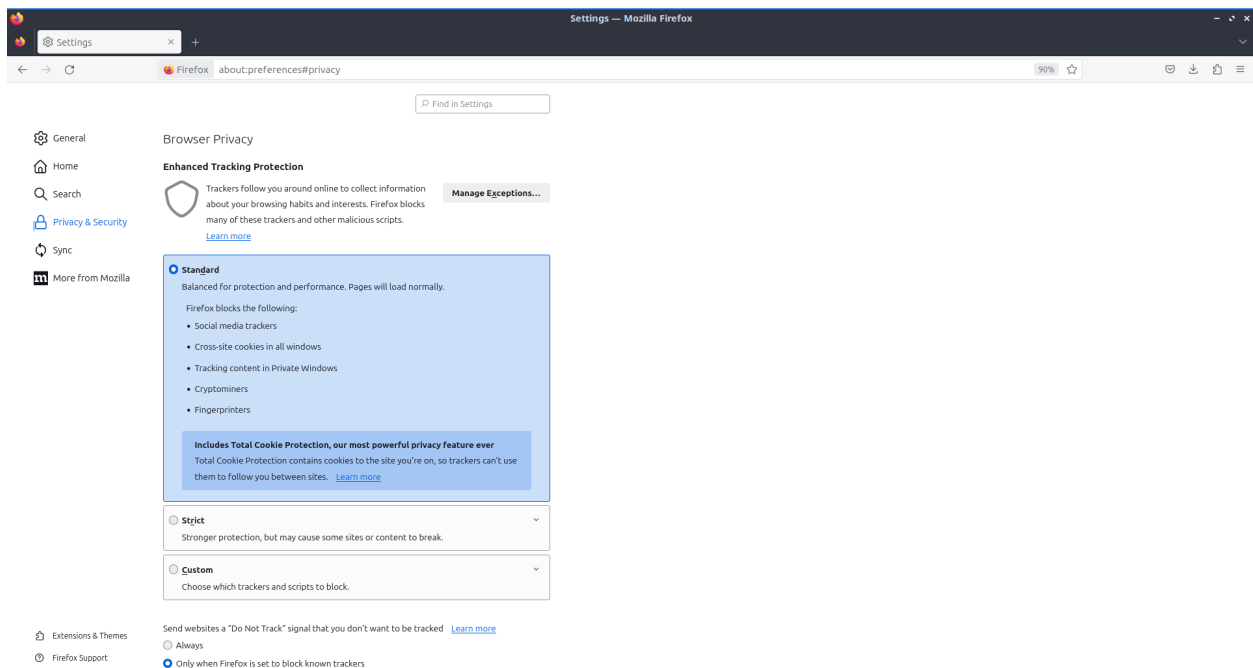 Settings — Mozilla Firefox
Settings
Firefox about:preferences#privacy 90%
Find in Settings
General
Home
Search
Privacy & Security
Sync
More from Mozilla
Extensions & Themes
Firefox Support
Browser Privacy
Enhanced Tracking Protection
Trackers follow you around online to collect information
about your browsing habits and interests. Firefox blocks
many of these trackers and other malicious scripts.
Learn more
Manage Exceptions...
Standard
Balanced for protection and performance. Pages will load normally.
Firefox blocks the following:
• Social media trackers
• Cross-site cookies in all windows
• Tracking content in Private Windows
• Cryptominers
• Fingerprinters
Includes Total Cookie Protection, our most powerful privacy feature ever
Total Cookie Protection contains cookies to the site you're on, so trackers can't use
them to follow you between sites. Learn more
Strict
Stronger protection, but may cause some sites or content to break.
Custom
Choose which trackers and scripts to block.
Send websites a “Do Not Track” signal that you don't want to be tracked Learn more
Always
Only when Firefox is set to block known trackers